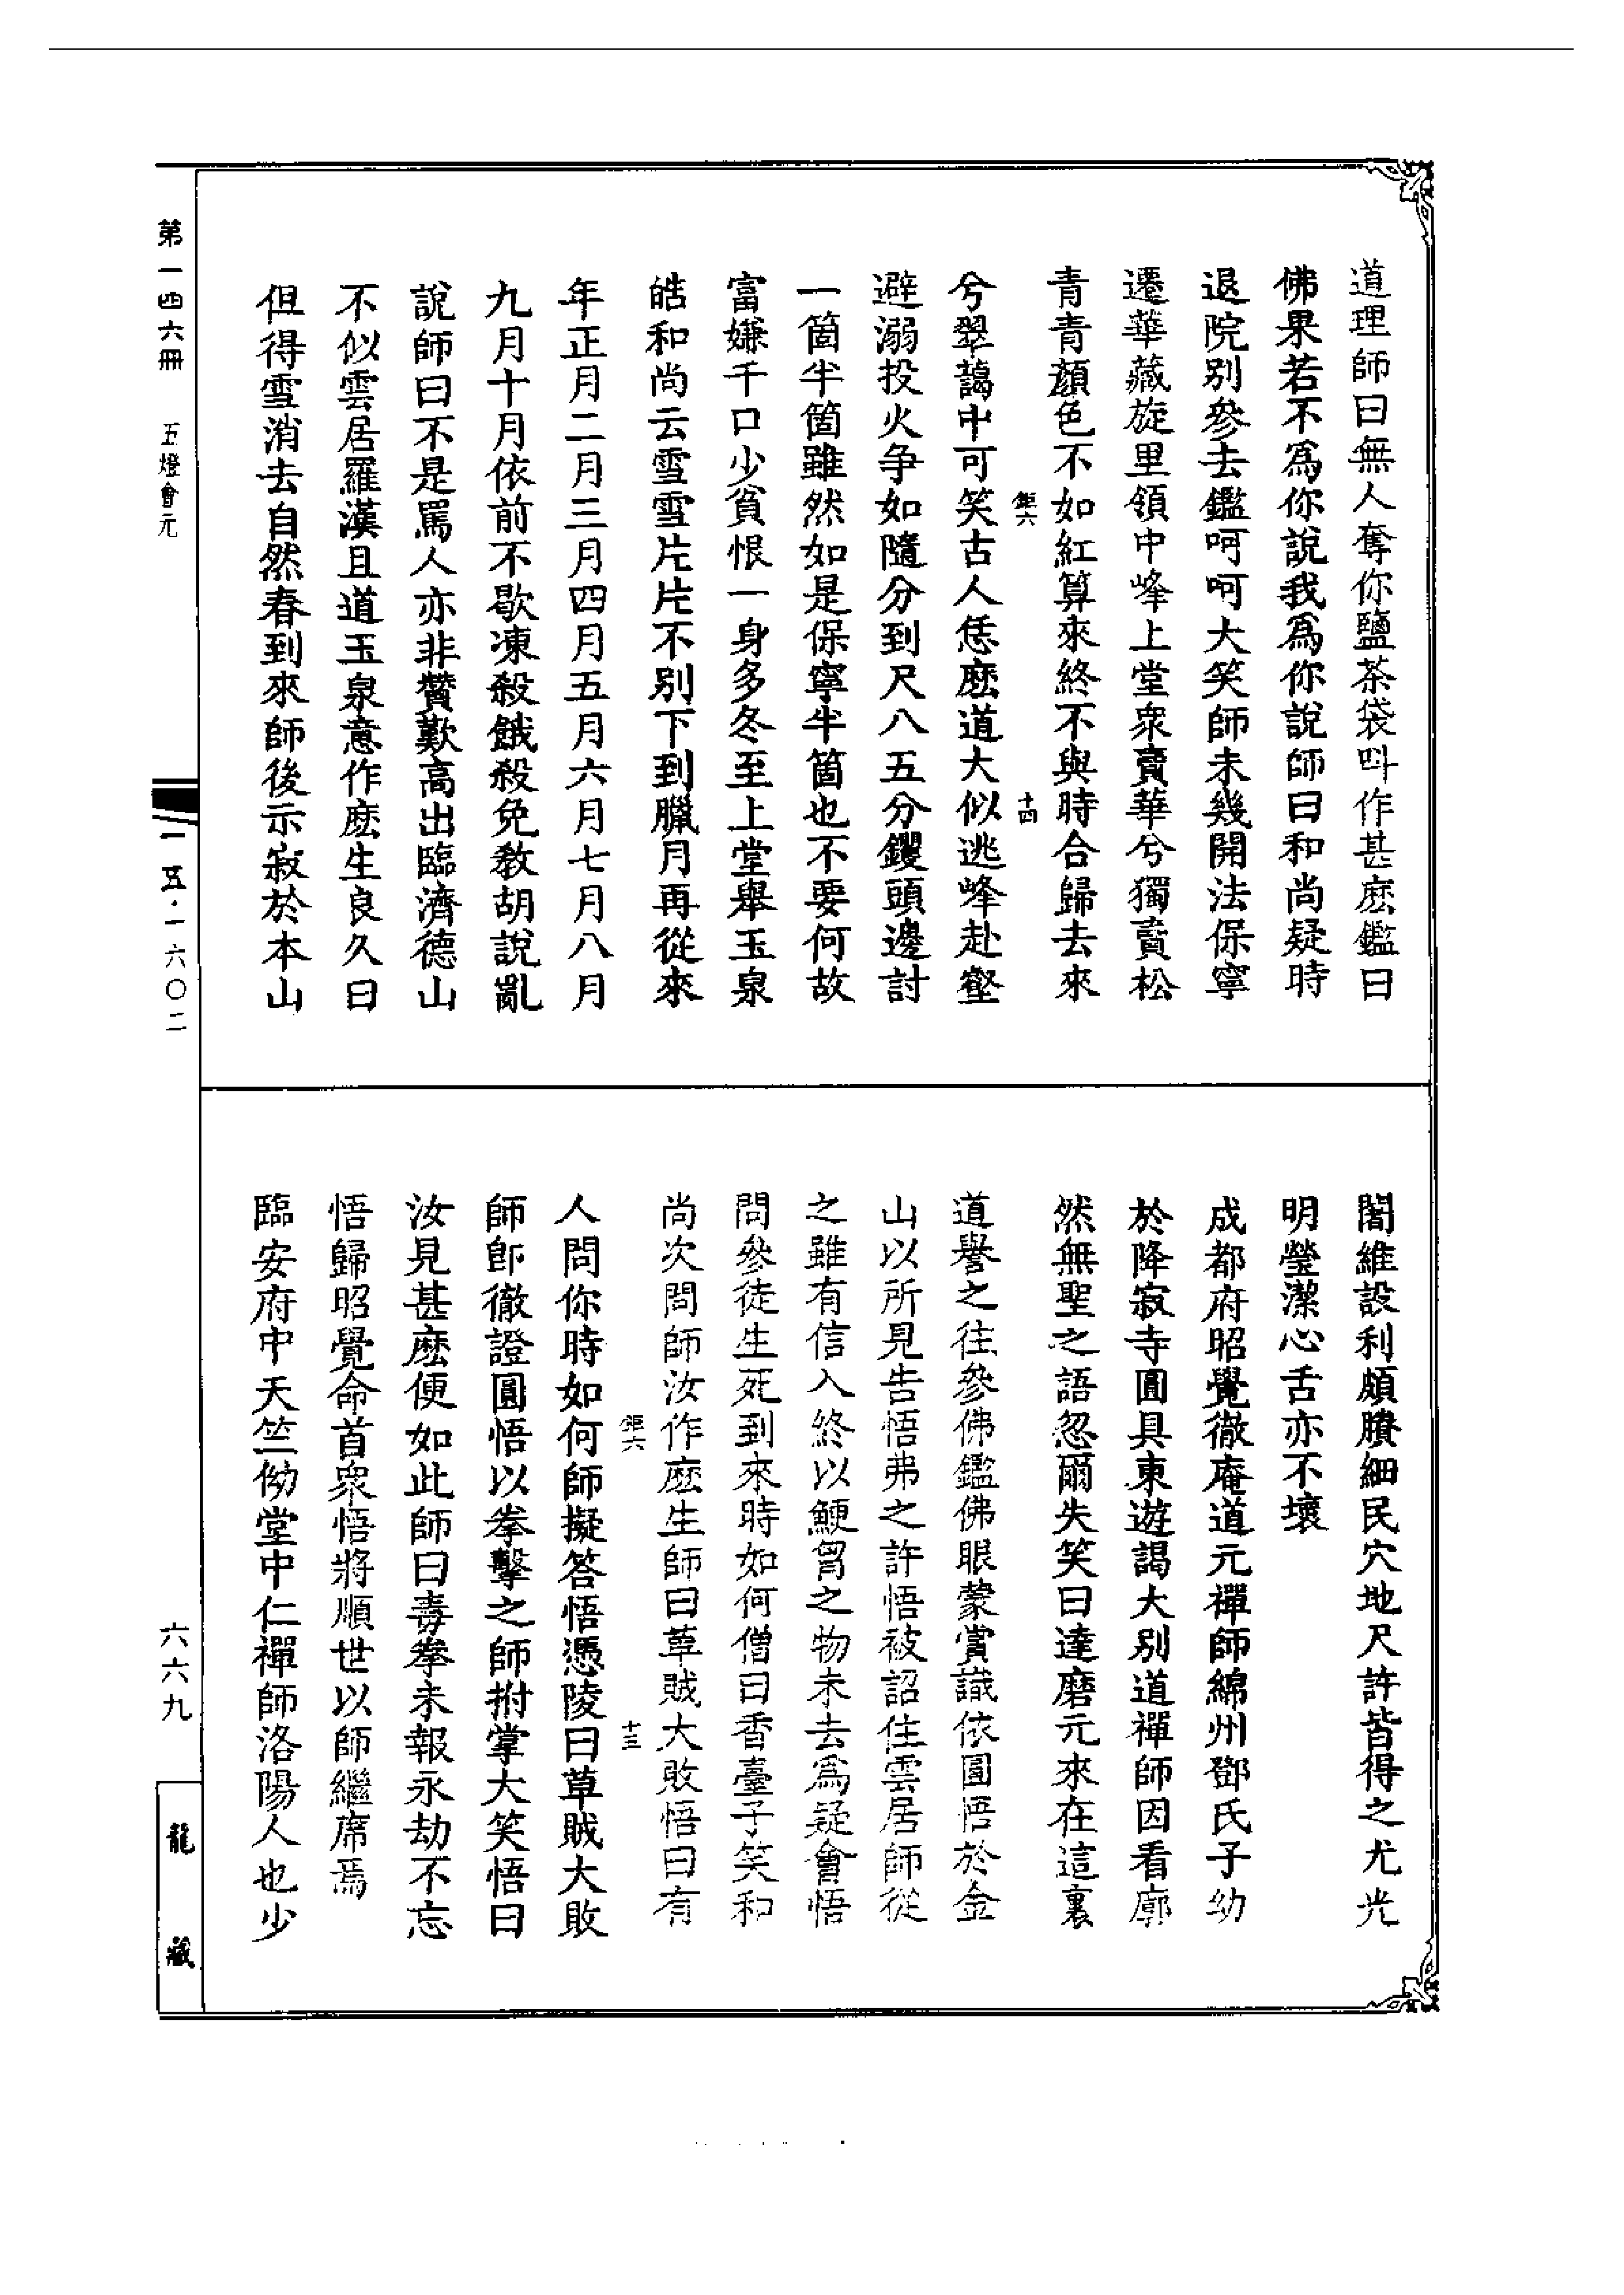 道理師曰無人奪你鹽茶袋叫作甚麽鑑曰
佛果若不爲你說我爲你說師曰和尚疑時
退院別參去鑑呵呵大笑師未幾開法保寧
遷華藏旋里領中峰上堂衆賣華兮獨賣松
青青顏色不如紅算來終不與時合歸去來
鉅六 十四
兮翠藹中可笑古人恁麽道大似逃峰赴壑
避溺投火争如隨分到尺八五分钁頭邊討
一箇半箇雖然如是保寧半箇也不要何故
富嫌千口少貧恨一身多冬至上堂舉玉泉
皓和尚云雪雪片片不別下到臘月再從來
年正月二月三月四月五月六月七月八月
九月十月依前不歇凍殺餓殺免教胡說亂
說師曰不是罵人亦非贊歎高出臨濟德山
不似雲居羅漢且道玉泉意作麽生良久曰
但得雪消去自然春到來師後示寂於本山
闍維設利頗賸細民穴地尺許皆得之尤光
明瑩潔心舌亦不壞
成都府昭覺徹庵道元禪師綿州鄧氏子幼
於降寂寺圓具東遊謁大別道禪師因看廓
然無聖之語忽爾失笑曰達磨元來在這裏
道譽之往參佛鑑佛眼蒙賞識依圓悟於金
山以所見告悟弗之許悟被詔住雲居師從
之雖有信入終以鯁胷之物未去爲疑會悟
問參徒生死到來時如何僧曰香臺子笑和
尚次問師汝作麽生師曰草賊大敗悟曰有
鉅六 十三
人問你時如何師擬答悟憑陵曰草賊大敗
師卽徹證圓悟以拳擊之師拊掌大笑悟曰
汝見甚麽便如此師曰毒拳未報永劫不忘
悟歸昭覺命首衆悟將順世以師繼席焉
臨安府中天竺㑃堂中仁禪師洛陽人也少
第一四六冊 五燈會元
一五·一六〇二
六六九
龍藏